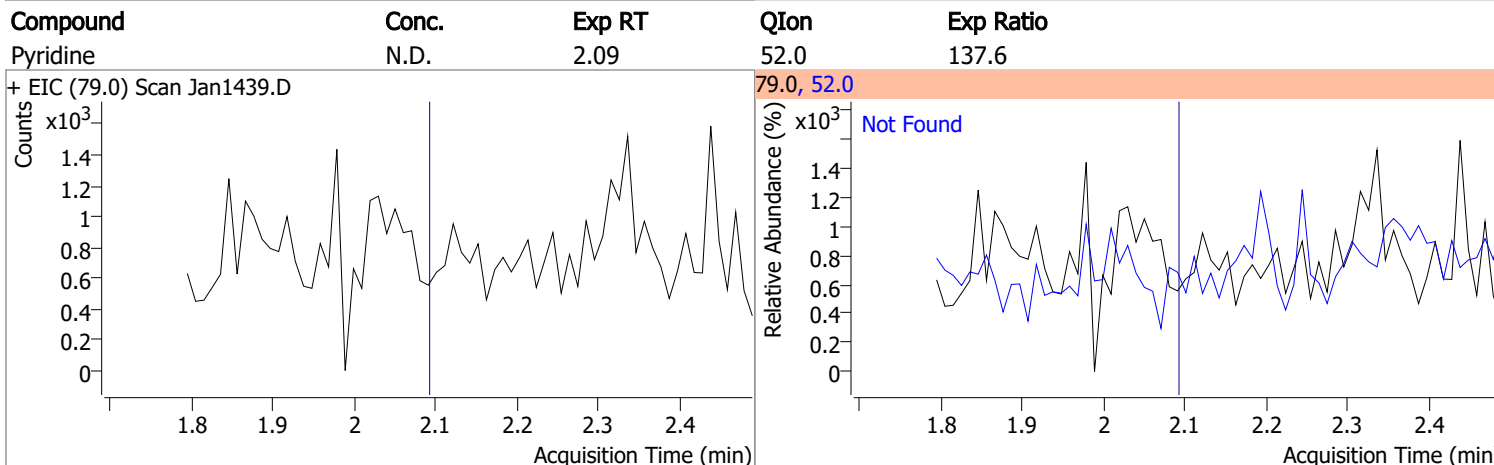 Compound Conc. Exp RT QIon Exp Ratio
Pyridine N.D. 2.09 52.0 137.6
+ EIC (79.0) Scan Jan1439.D
Counts
x10³
1.4
1.2
1
0.8
0.6
0.4
0.2
0
1.8 1.9 2 2.1 2.2 2.3 2.4
Acquisition Time (min)
79.0, 52.0
Relative Abundance (%)
x10³
Not Found
1.4
1.2
1
0.8
0.6
0.4
0.2
0
1.8 1.9 2 2.1 2.2 2.3 2.4
Acquisition Time (min